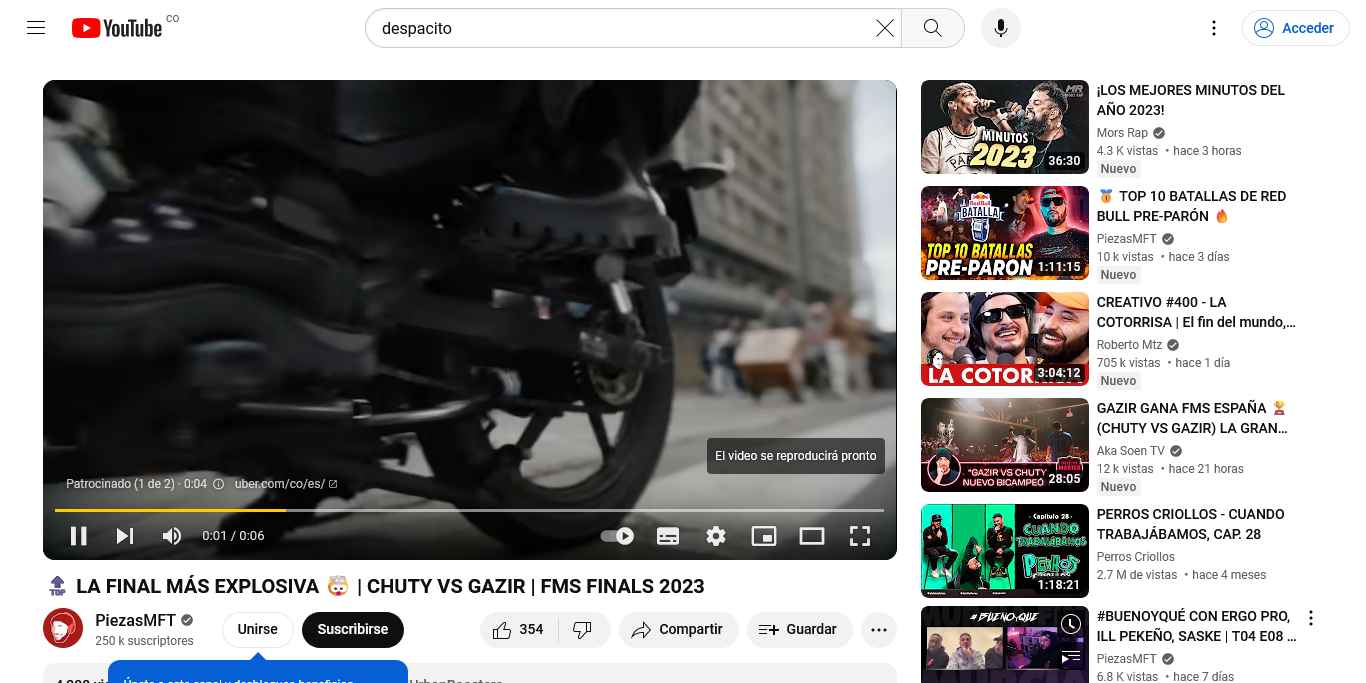 YouTube CO
despacito
Acceder
El video se reproducirá pronto
Patrocinado (1 de 2) · 0:04 uber.com/co/es/
0:01 / 0:06
TOP LA FINAL MÁS EXPLOSIVA 🤯 | CHUTY VS GAZIR | FMS FINALS 2023
PiezasMFT
250 k suscriptores
Unirse
Suscribirse
354
Compartir
Guardar
MR
MINUTOS
2023
36:30
¡LOS MEJORES MINUTOS DEL
AÑO 2023!
Mors Rap
4.3 K vistas • hace 3 horas
Nuevo
Red Bull
BATALLA
TOP 10 BATALLAS
PRE-PARÓN
1:11:15
🥇 TOP 10 BATALLAS DE RED
BULL PRE-PARÓN 🔥
PiezasMFT
10 k vistas • hace 3 días
Nuevo
LA COTORRISA
3:04:12
CREATIVO #400 - LA
COTORRISA | El fin del mundo,...
Roberto Mtz
705 k vistas • hace 1 día
Nuevo
"GAZIR VS CHUTY
NUEVO BICAMPEÓ
28:05
GAZIR GANA FMS ESPAÑA 🏆
(CHUTY VS GAZIR) LA GRAN...
Aka Soen TV
12 k vistas • hace 21 horas
Nuevo
· Capítulo 28 ·
CUANDO
TRABAJÁBAMOS
PERROS
1:18:21
PERROS CRIOLLOS - CUANDO
TRABAJÁBAMOS, CAP. 28
Perros Criollos
2.7 M de vistas • hace 4 meses
#BUENOYQUE
#BUENOYQUÉ CON ERGO PRO,
ILL PEKEÑO, SASKE | T04 E08 ...
PiezasMFT
6.8 K vistas • hace 7 días